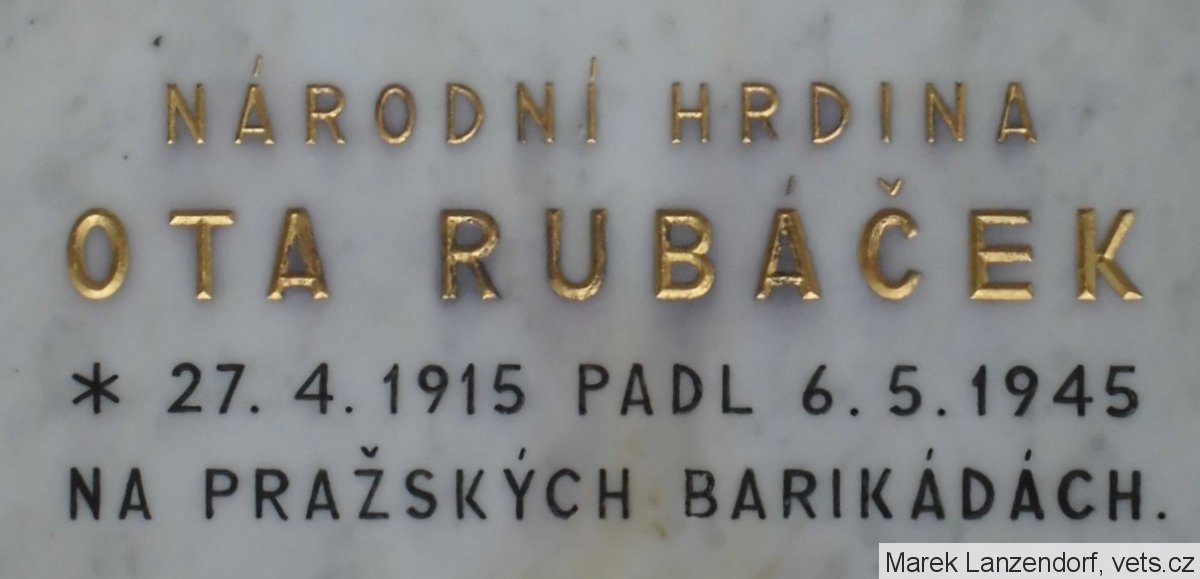 NÁRODNÍ HRDINA
OTA RUBÁČEK
* 27. 4. 1915 PADL 6. 5. 1945
NA PRAŽSKÝCH BARIKÁDÁCH.
Marek Lanzendorf, vets.cz